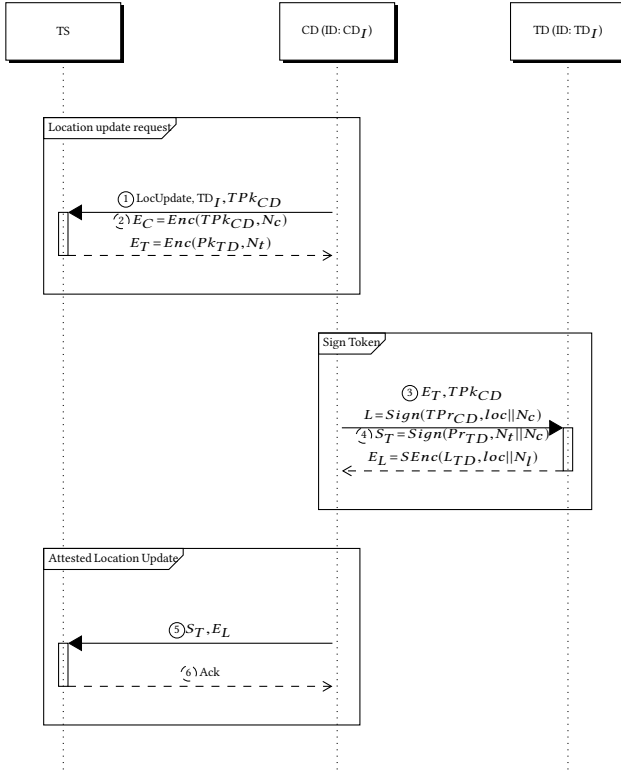 TS
CD (ID: CD_I)
TD (ID: TD_I)
Location update request
① LocUpdate, TD_I, TPk_CD
② E_C = Enc(TPk_CD, N_c)
E_T = Enc(Pk_TD, N_t)
Sign Token
③ E_T, TPk_CD
L = Sign(TPr_CD, loc||N_c)
④ S_T = Sign(Pr_TD, N_t||N_c)
E_L = SEnc(L_TD, loc||N_l)
Attested Location Update
⑤ S_T, E_L
⑥ Ack